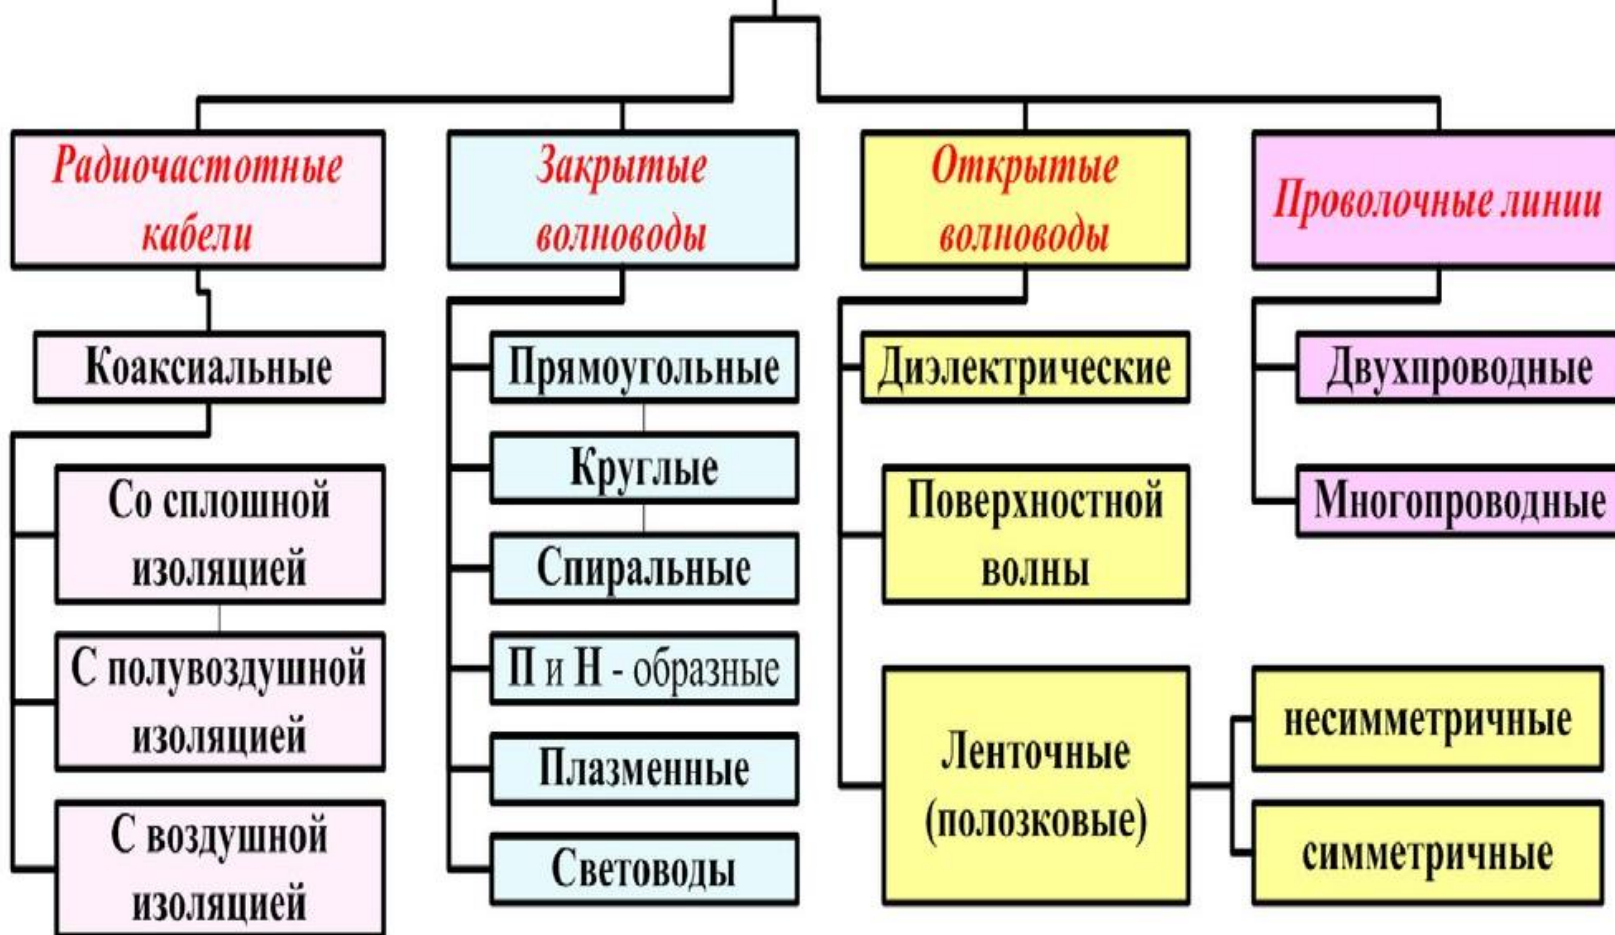 Радиочастотные
кабели
Коаксиальные
Со сплошной
изоляцией
С полувоздушной
изоляцией
С воздушной
изоляцией
Закрытые
волноводы
Прямоугольные
Круглые
Спиральные
П и Н - образные
Плазменные
Световоды
Открытые
волноводы
Диэлектрические
Поверхностной
волны
Ленточные
(полозковые)
несимметричные
симметричные
Проволочные линии
Двухпроводные
Многопроводные